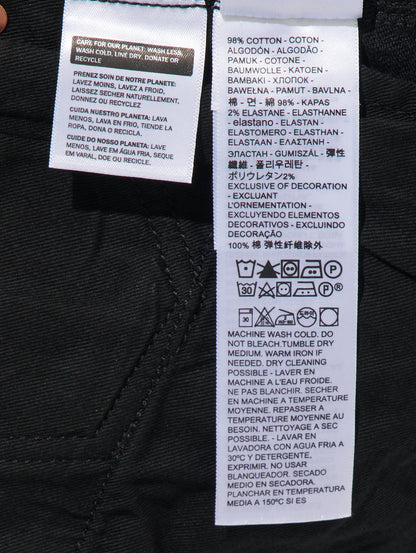 CARE FOR OUR PLANET: WASH LESS,
WASH COLD, LINE DRY, DONATE OR
RECYCLE
PRENEZ SOIN DE NOTRE PLANETE:
LAVEZ MOINS, LAVEZ A FROID,
LAISSEZ SECHER NATURELLEMENT,
DONNEZ OU RECYCLEZ
CUIDA NUESTRO PLANETA: LAVA
MENOS, LAVA EN FRIO, TIENDE LA
ROPA, DONA O RECICLA.
CUIDE DO NOSSO PLANETA: LAVE
MENOS, LAVE EM ÁGUA FRIA, SEQUE
EM VARAL, DOE OU RECICLE.
98% COTTON - COTON -
ALGODÓN - ALGODÃO -
PAMUK - COTONE -
BAUMWOLLE - KATOEN -
BAMBAKI - ХЛОПОК -
BAWEŁNA - PAMUT - BAVLNA -
棉 - 면 - 綿 98% - KAPAS
2% ELASTANE - ELASTHANNE
- elastano - ELASTAN -
ELASTOMERO - ELASTHAN -
ELASTAAN - ΕΛΑΣΤΑΝΗ -
ЭЛАСТАН - GUMISZÁL - 弹性
纖維 - 폴리우레탄 -
ポリウレタン2%
EXCLUSIVE OF DECORATION
- EXCLUANT
L'ORNEMENTATION -
EXCLUYENDO ELEMENTOS
DECORATIVOS - EXCLUINDO
DECORAÇÃO
100% 棉 弹性纤维除外
P
30 P®
30
MACHINE WASH COLD. DO
NOT BLEACH.TUMBLE DRY
MEDIUM. WARM IRON IF
NEEDED. DRY CLEANING
POSSIBLE - LAVER EN
MACHINE A L'EAU FROIDE.
NE PAS BLANCHIR. SECHER
EN MACHINE A TEMPERATURE
MOYENNE. REPASSER A
TEMPERATURE MOYENNE AU
BESOIN. NETTOYAGE A SEC
POSSIBLE. - LAVAR EN
LAVADORA CON AGUA FRIA A
30ºC Y DETERGENTE,
EXPRIMIR. NO USAR
BLANQUEADOR. SECADO
MEDIO EN SECADORA.
PLANCHAR EN TEMPERATURA
MEDIA A 150ºC SI ES